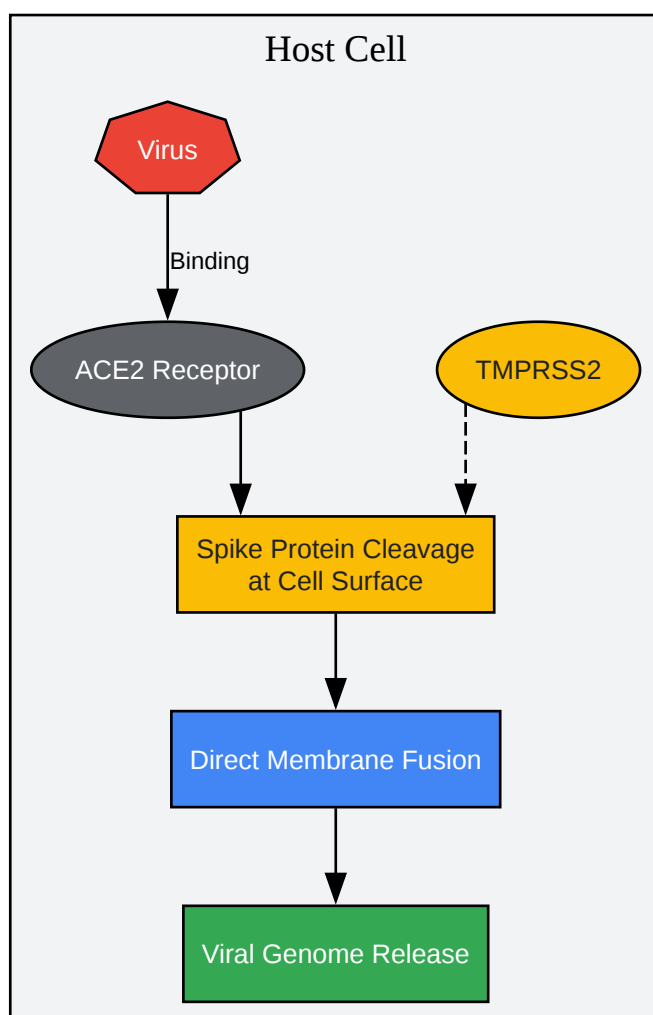 Host Cell
Virus
Binding
ACE2 Receptor
TMPRSS2
Spike Protein Cleavage
at Cell Surface
Direct Membrane Fusion
Viral Genome Release